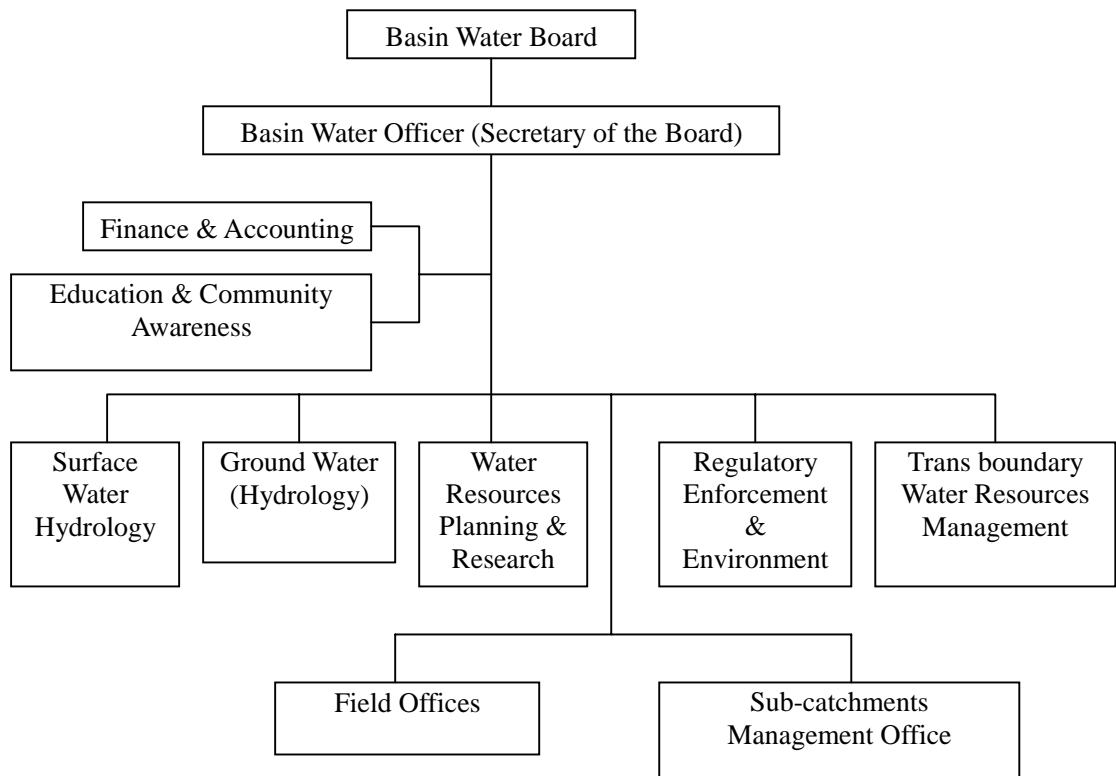 Basin Water Board
Basin Water Officer (Secretary of the Board)
Finance & Accounting
Education & Community
Awareness
Surface
Water
Hydrology
Ground Water
(Hydrology)
Water
Resources
Planning &
Research
Regulatory
Enforcement
&
Environment
Trans boundary
Water Resources
Management
Field Offices
Sub-catchments
Management Office